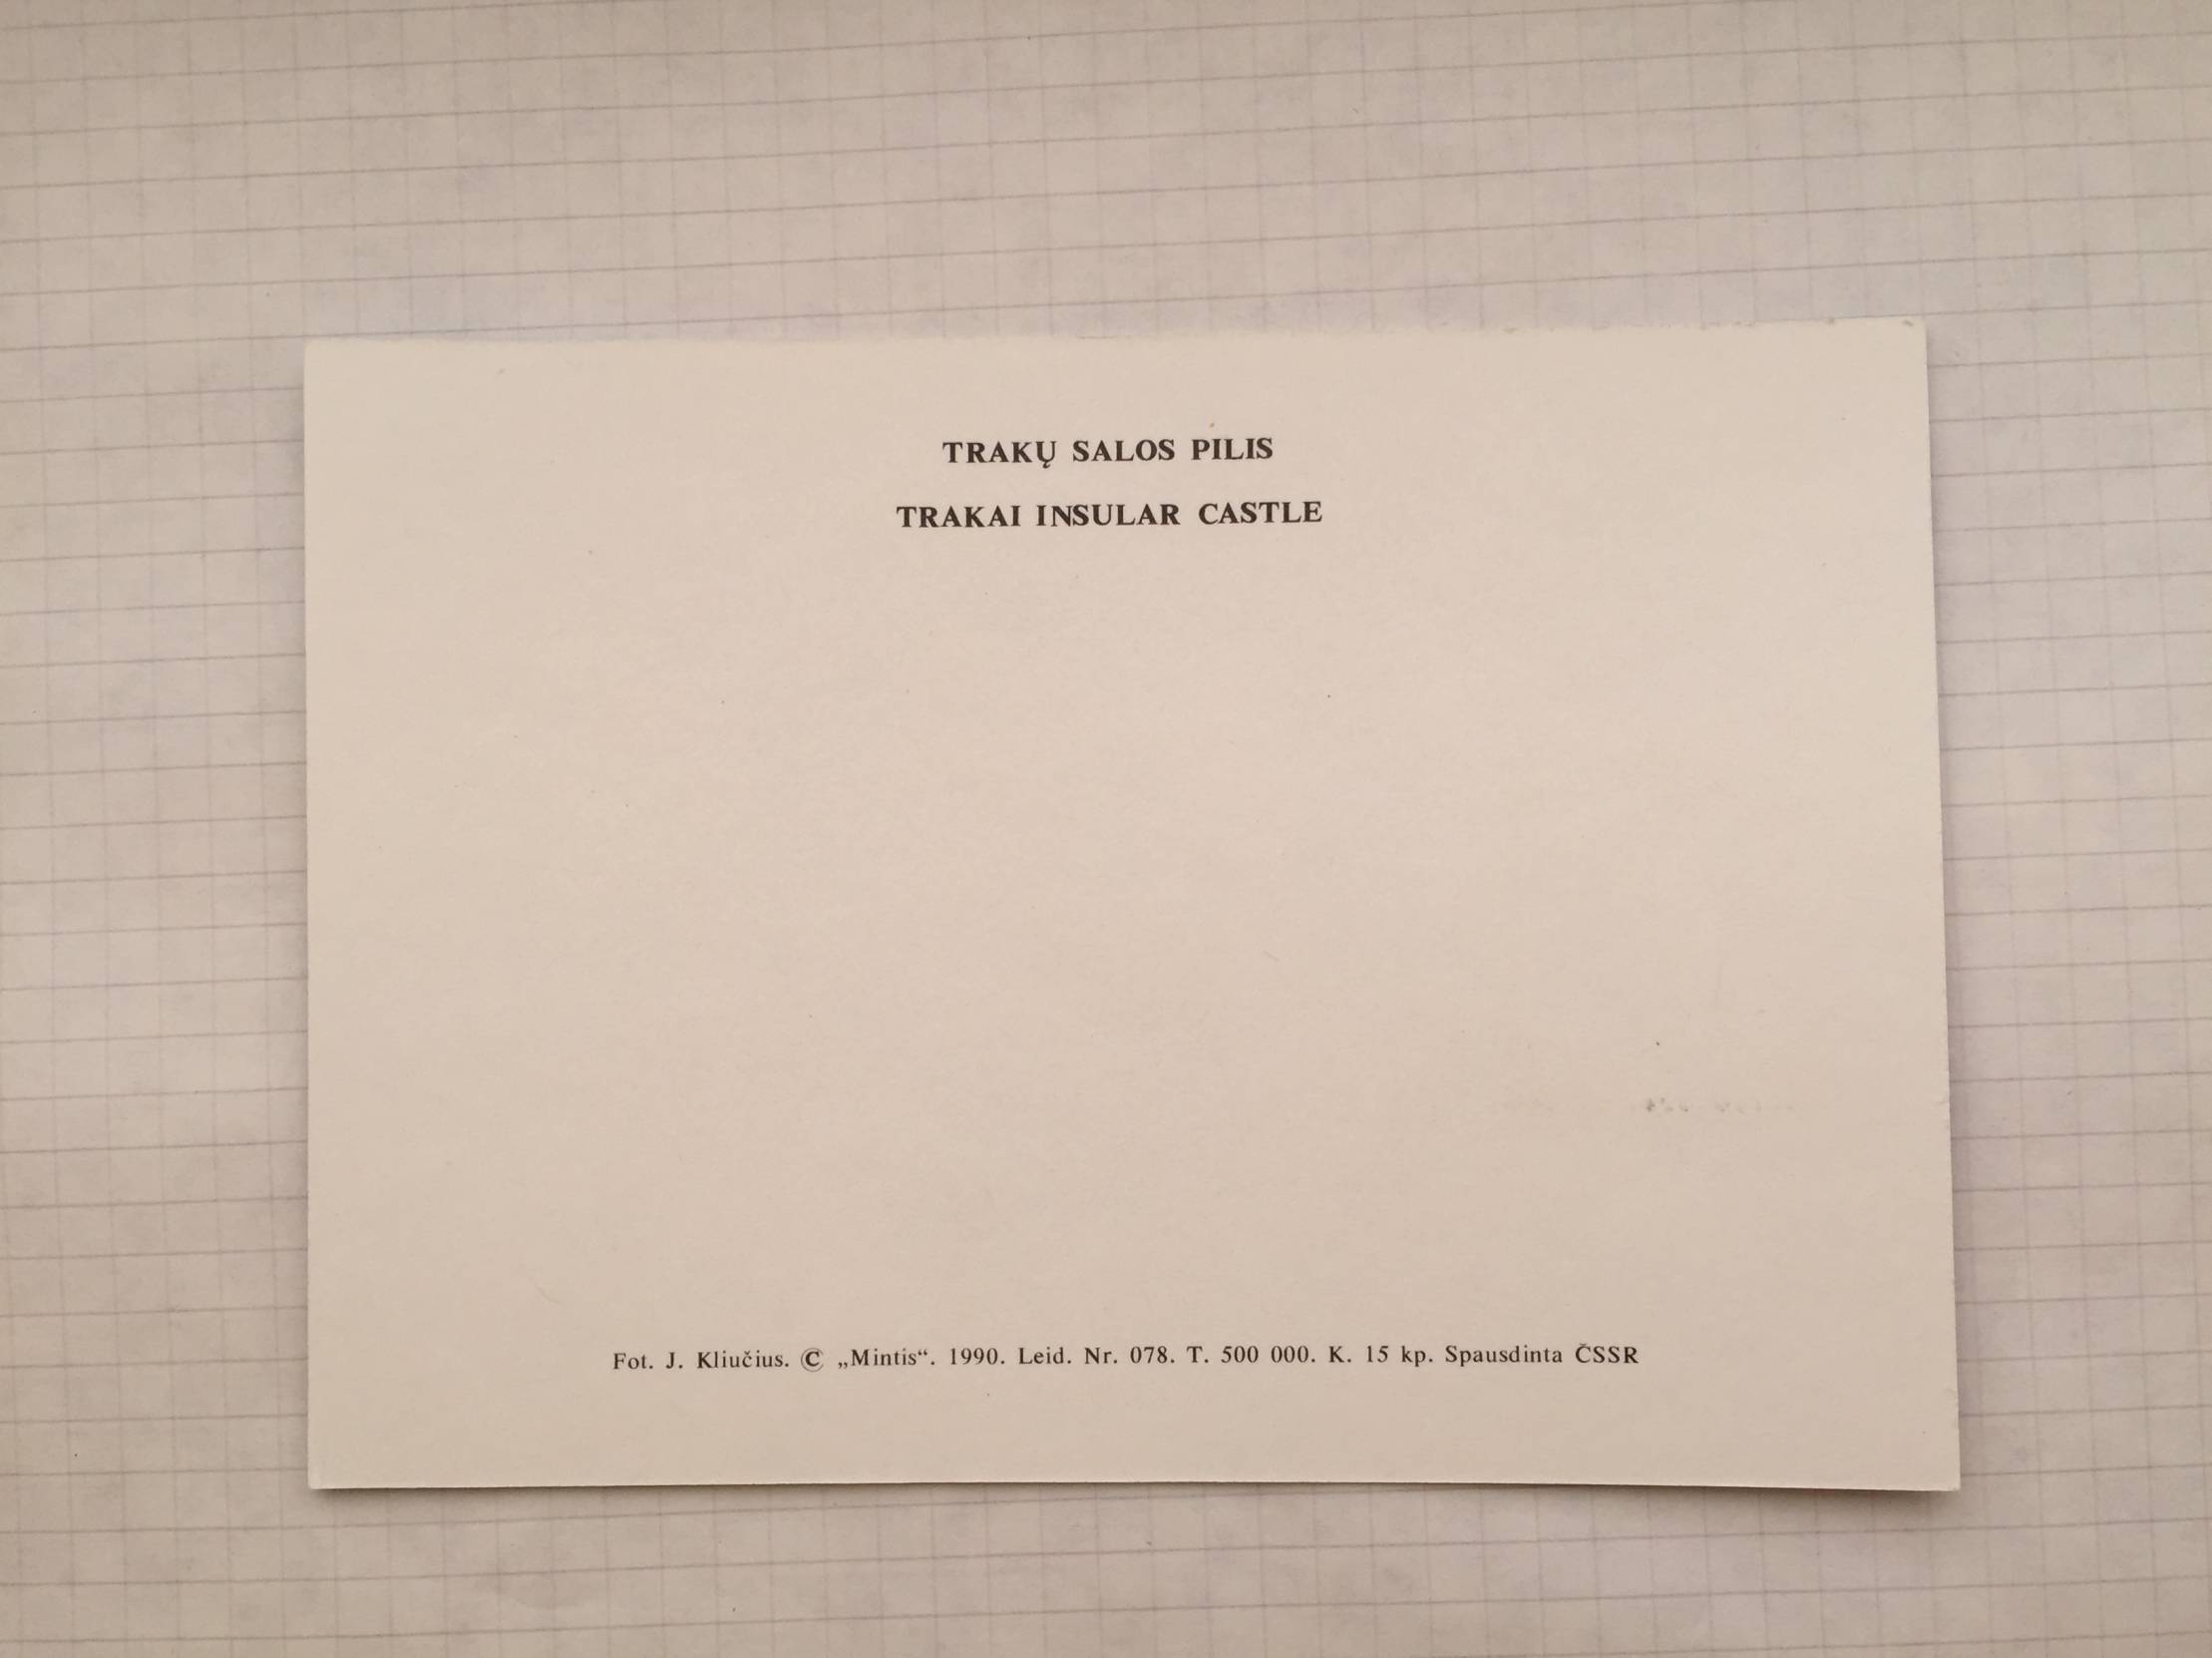 TRAKŲ SALOS PILIS
TRAKAI INSULAR CASTLE
Fot. J. Kliučius. © „Mintis“. 1990. Leid. Nr. 078. T. 500 000. K. 15 kp. Spausdinta ČSSR